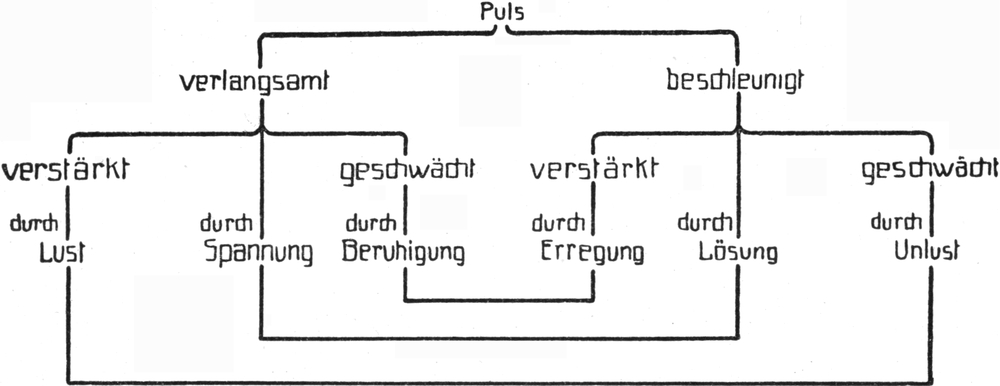 Puls
verlangsamt beschleunigt
verstärkt geschwächt verstärkt geschwächt
durch durch durch durch durch durch
Lust Spannung Beruhigung Erregung Lösung Unlust